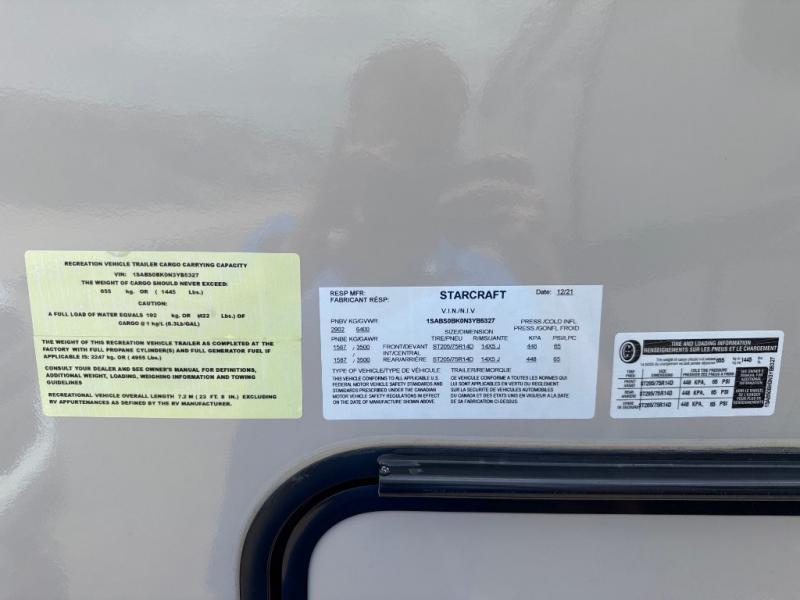 RECREATION VEHICLE TRAILER CARGO CARRYING CAPACITY
VIN: 1SABS0BK0N3YB5327
THE WEIGHT OF CARGO SHOULD NEVER EXCEED:
655 kg. OR ( 1445 Lbs.)
CAUTION:
A FULL LOAD OF WATER EQUALS 192 kg. OR (422 Lbs.) OF
CARGO @ 1 kg/L (8.3Lb/GAL)
THE WEIGHT OF THIS RECREATION VEHICLE TRAILER AS COMPLETED AT THE
FACTORY WITH FULL PROPANE CYLINDER(S) AND FULL GENERATOR FUEL IF
APPLICABLE IS: 2247 kg. OR ( 4955 Lbs.)
CONSULT YOUR DEALER AND SEE OWNER'S MANUAL FOR DEFINITIONS,
ADDITIONAL WEIGHT, LOADING, WEIGHING INFORMATION AND TOWING
GUIDELINES
RECREATIONAL VEHICLE OVERALL LENGTH 7.2 M ( 23 FT. 8 IN.) EXCLUDING
RV APPURTENANCES AS DEFINED BY THE RV MANUFACTURER.
RESP MFR: STARCRAFT Date: 12/21
FABRICANT RÉSP:
V.I.N./N.I.V
PNBV KG/GVWR 1SABS0BK0N3YB5327 PRESS./COLD INFL.
2902 6400 SIZE/DIMENSION PRESS./GONFL FROID
PNBE KG/GAWR TIRE/PNEU RIMS/JANTE KPA PSI/LPC
1587 / 3500 FRONT/DEVANT ST205/75R14D 14X5 J 448 65
INT/CENTRAL
1587 / 3500 REAR/ARRIÈRE ST205/75R14D 14X5 J 448 65
TYPE OF VEHICLE/TYPE DE VÉHICULE: TRAILER/REMORQUE
THIS VEHICLE CONFORMS TO ALL APPLICABLE U.S.
FEDERAL MOTOR VEHICLE SAFETY STANDARDS AND
STANDARDS PRESCRIBED UNDER THE CANADIAN
MOTOR VEHICLE SAFETY REGULATIONS IN EFFECT
ON THE DATE OF MANUFACTURE SHOWN ABOVE.
CE VÉHICULE EST CONFORME A TOUTES LES NORMES QUI
LUI SONT APPLICABLES EN VERTU DU REGLEMENT
SUR LA SECURITÉ DE VEHICULES AUTOMOBILES
DU CANADA ET DES ETATS UNIS EN VIGUEUR A LA DATE
DE SA FABRICATION CI-DESSUS.
TIRE AND LOADING INFORMATION
RENSEIGNEMENTS SUR LES PNEUS ET LE CHARGEMENT
655 kg 1445
ST205/75R14D 448 KPA, 65 PSI
ST205/75R14D 448 KPA, 65 PSI
ST205/75R14D 448 KPA, 65 PSI
SEE OWNER'S